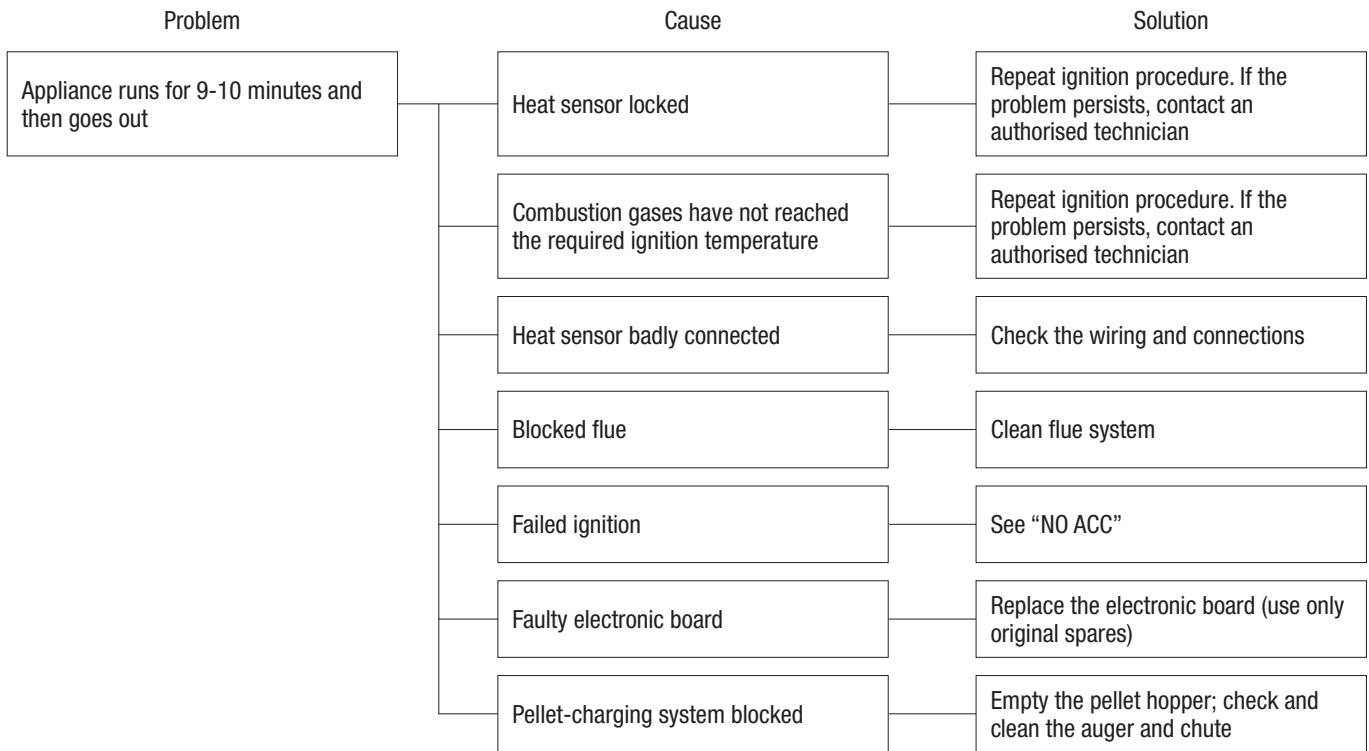 Problem Cause Solution
Appliance runs for 9-10 minutes and
then goes out
Heat sensor locked
Repeat ignition procedure. If the
problem persists, contact an
authorised technician
Combustion gases have not reached
the required ignition temperature
Repeat ignition procedure. If the
problem persists, contact an
authorised technician
Heat sensor badly connected
Check the wiring and connections
Blocked flue
Clean flue system
Failed ignition
See “NO ACC”
Faulty electronic board
Replace the electronic board (use only
original spares)
Pellet-charging system blocked
Empty the pellet hopper; check and
clean the auger and chute